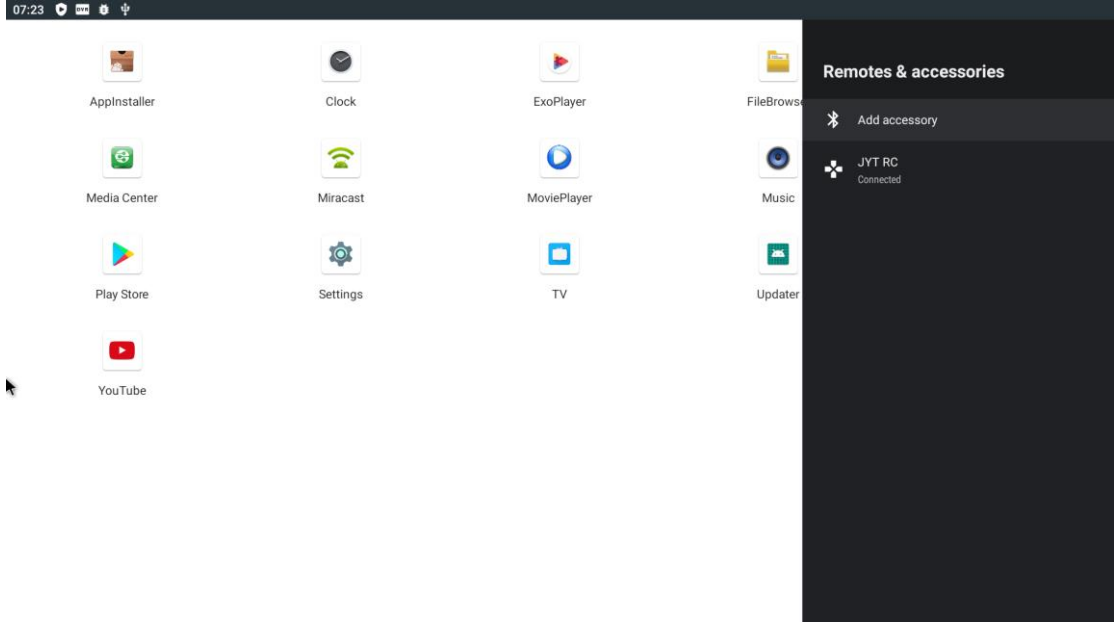 07:23
AppInstaller
Clock
ExoPlayer
FileBrowse
Media Center
Miracast
MoviePlayer
Music
Play Store
Settings
TV
Updater
YouTube
Remotes & accessories
Add accessory
JYT RC
Connected